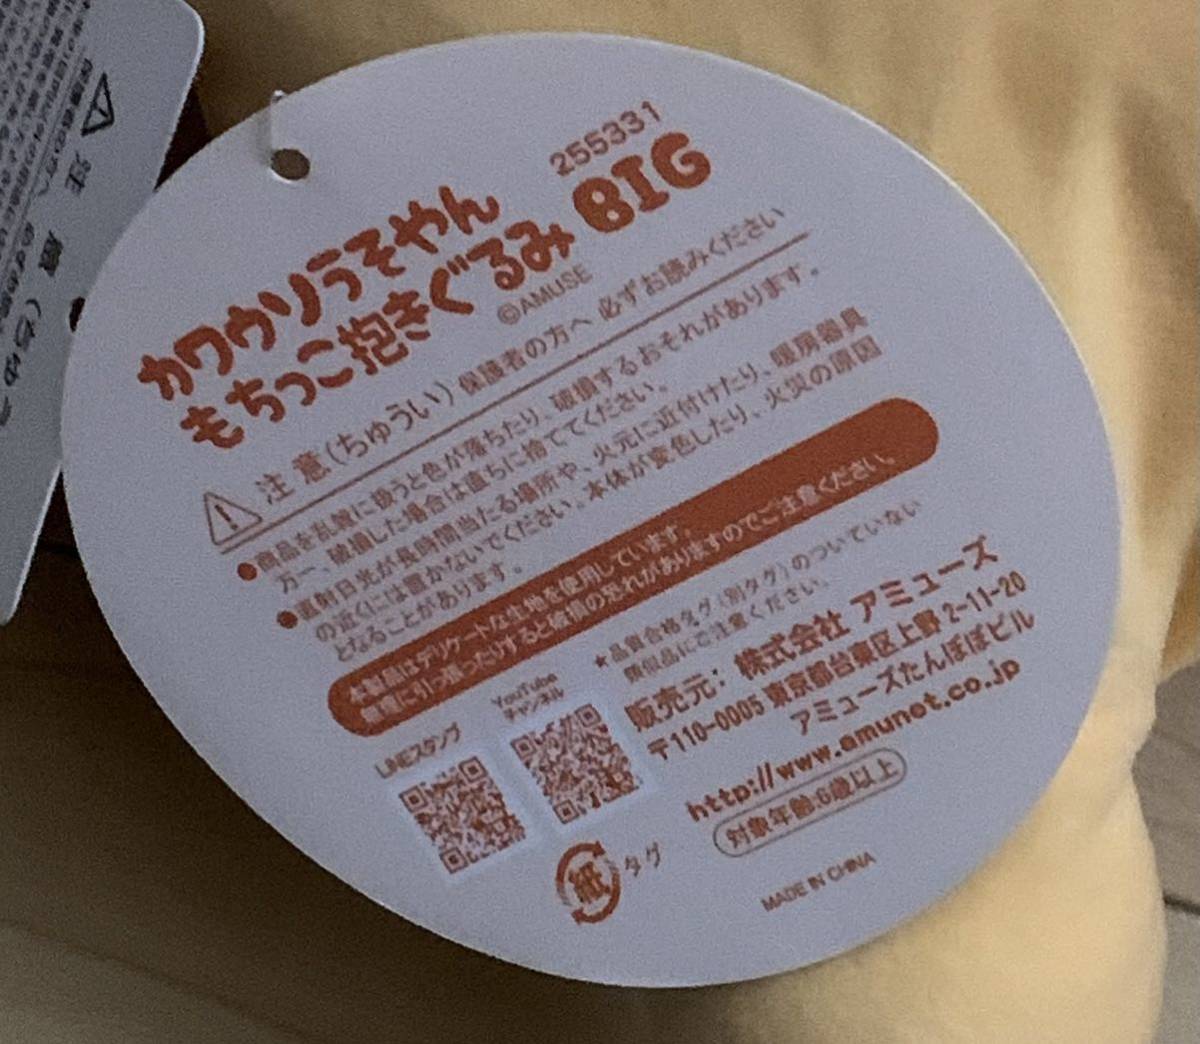 255331
カワウソうそやん
もちっこ抱きぐるみ BIG
©AMUSE
注意(ちゅうい) 保護者の方へ 必ずお読みください
●商品を乱雑に扱うと色が落ちたり、破損するおそれがあります。
万一、破損した場合は直ちに捨ててください。
●直射日光が長時間当たる場所や、火元に近付けたり、暖房器具
の近くには置かないでください。本体が変色したり、火災の原因
となることがあります。
本製品はデリケートな生地を使用しています。
無理に引っ張ったりすると破損の恐れがありますのでご注意ください。
★品質合格タグ(別タグ)のついていない
類似品にご注意ください。
販売元：株式会社 アミューズ
〒110-0005 東京都台東区上野 2-11-20
アミューズたんぽぽビル
http://www.amunet.co.jp
対象年齢:6歳以上
LINEスタンプ
YouTube
チャンネル
紙 タグ
MADE IN CHINA
注意(ちゅう